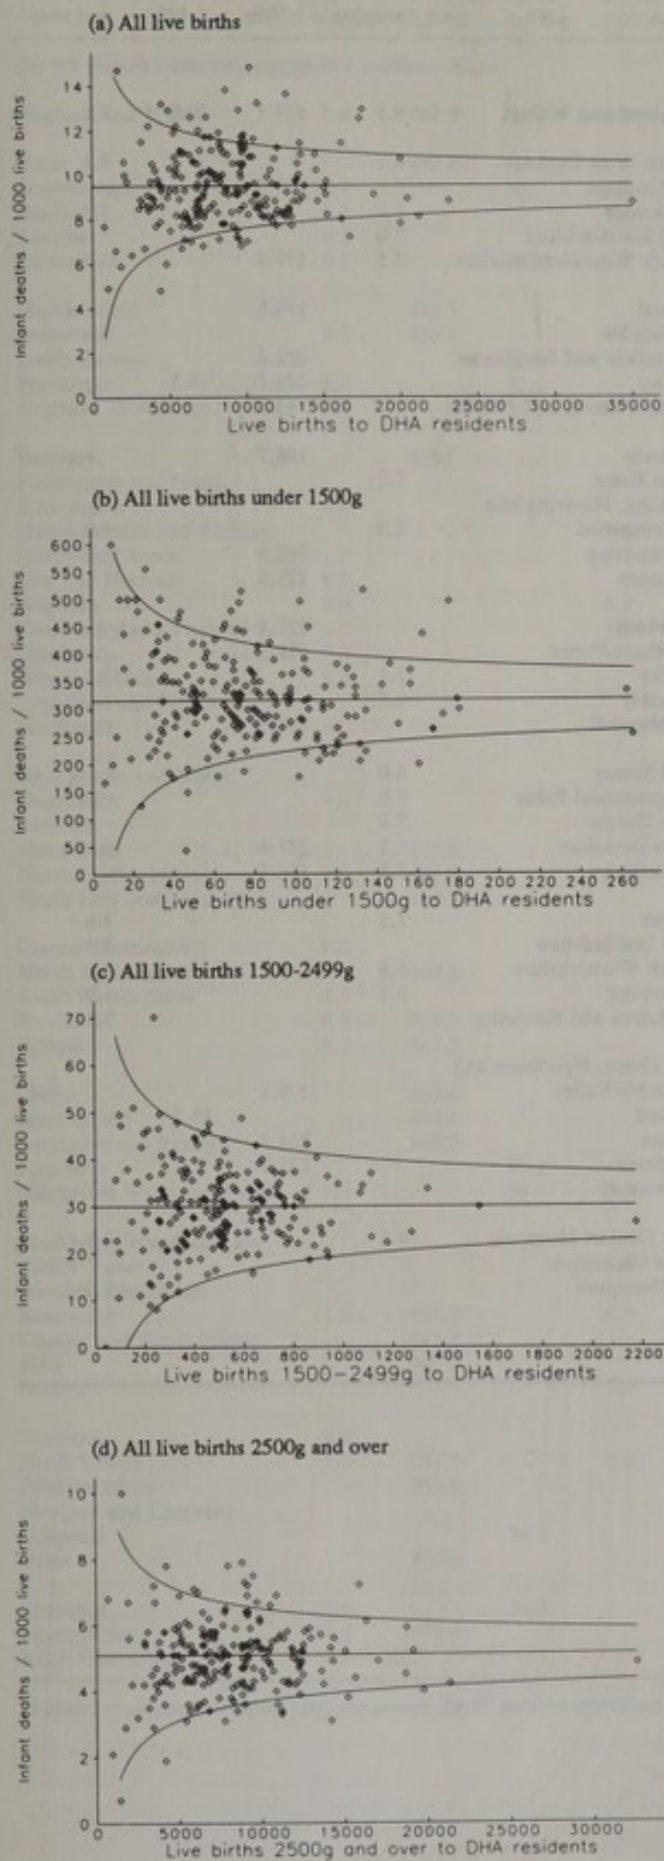 (a) All live births
Infant deaths / 1000 live births
14
12
10
8
6
4
2
0
0 5000 10000 15000 20000 25000 30000 35000
Live births to DHA residents
(b) All live births under 1500g
Infant deaths / 1000 live births
600
550
500
450
400
350
300
250
200
150
100
50
0
0 20 40 60 80 100 120 140 160 180 200 220 240 260
Live births under 1500g to DHA residents
(c) All live births 1500-2499g
Infant deaths / 1000 live births
70
60
50
40
30
20
10
0
0 200 400 600 800 1000 1200 1400 1600 1800 2000 2200
Live births 1500-2499g to DHA residents
(d) All live births 2500g and over
Infant deaths / 1000 live births
10
8
6
4
2
0
0 5000 10000 15000 20000 25000 30000
Live births 2500g and over to DHA residents